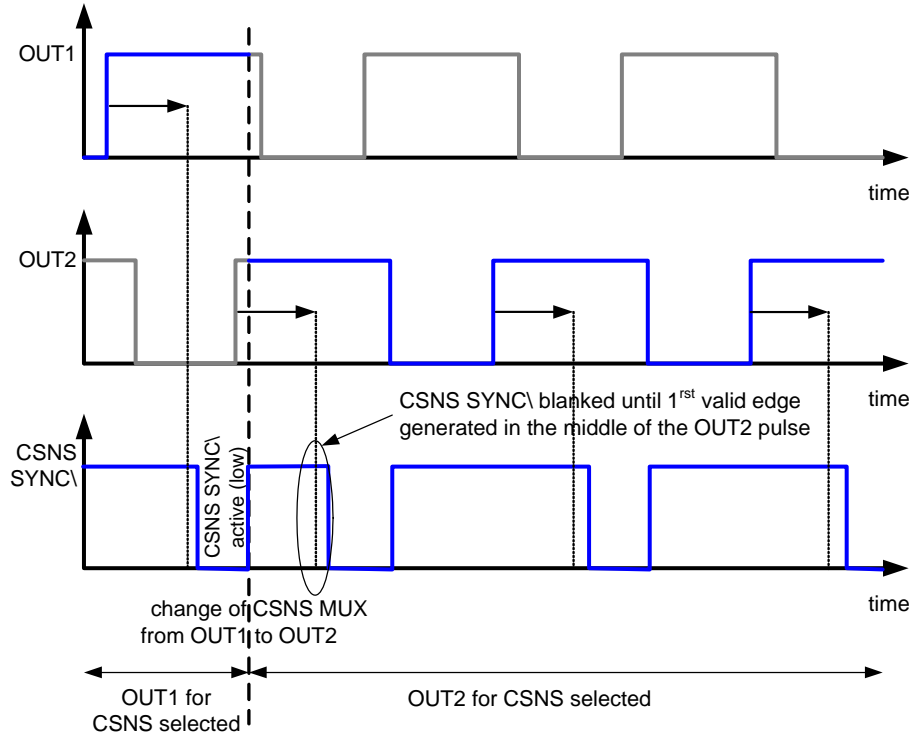 OUT1
time
OUT2
time
CSNS SYNC\ blanked until 1rst valid edge
generated in the middle of the OUT2 pulse
CSNS
SYNC\
CSNS SYNC\
active (low)
time
change of CSNS MUX
from OUT1 to OUT2
OUT1 for
CSNS selected
OUT2 for CSNS selected